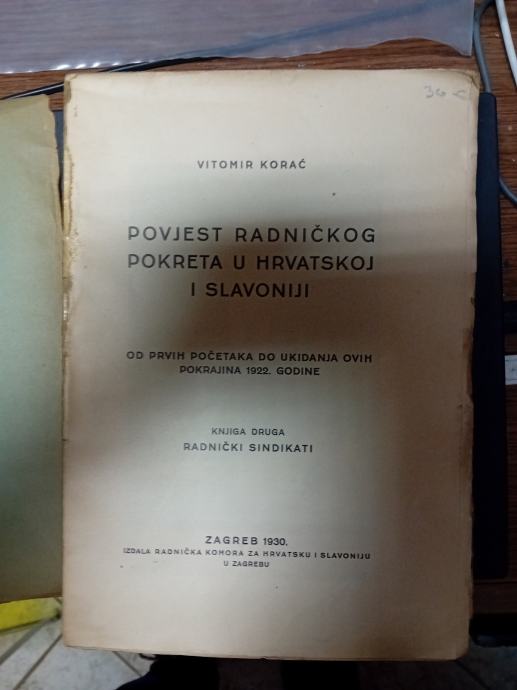 VITOMIR KORAĆ
POVJEST RADNIČKOG
POKRETA U HRVATSKOJ
I SLAVONIJI
OD PRVIH POČETAKA DO UKIDANJA OVIH
POKRAJINA 1922. GODINE
KNJIGA DRUGA
RADNIČKI SINDIKATI
ZAGREB 1930.
IZDALA RADNIČKA KOMORA ZA HRVATSKU I SLAVONIJU
U ZAGREBU